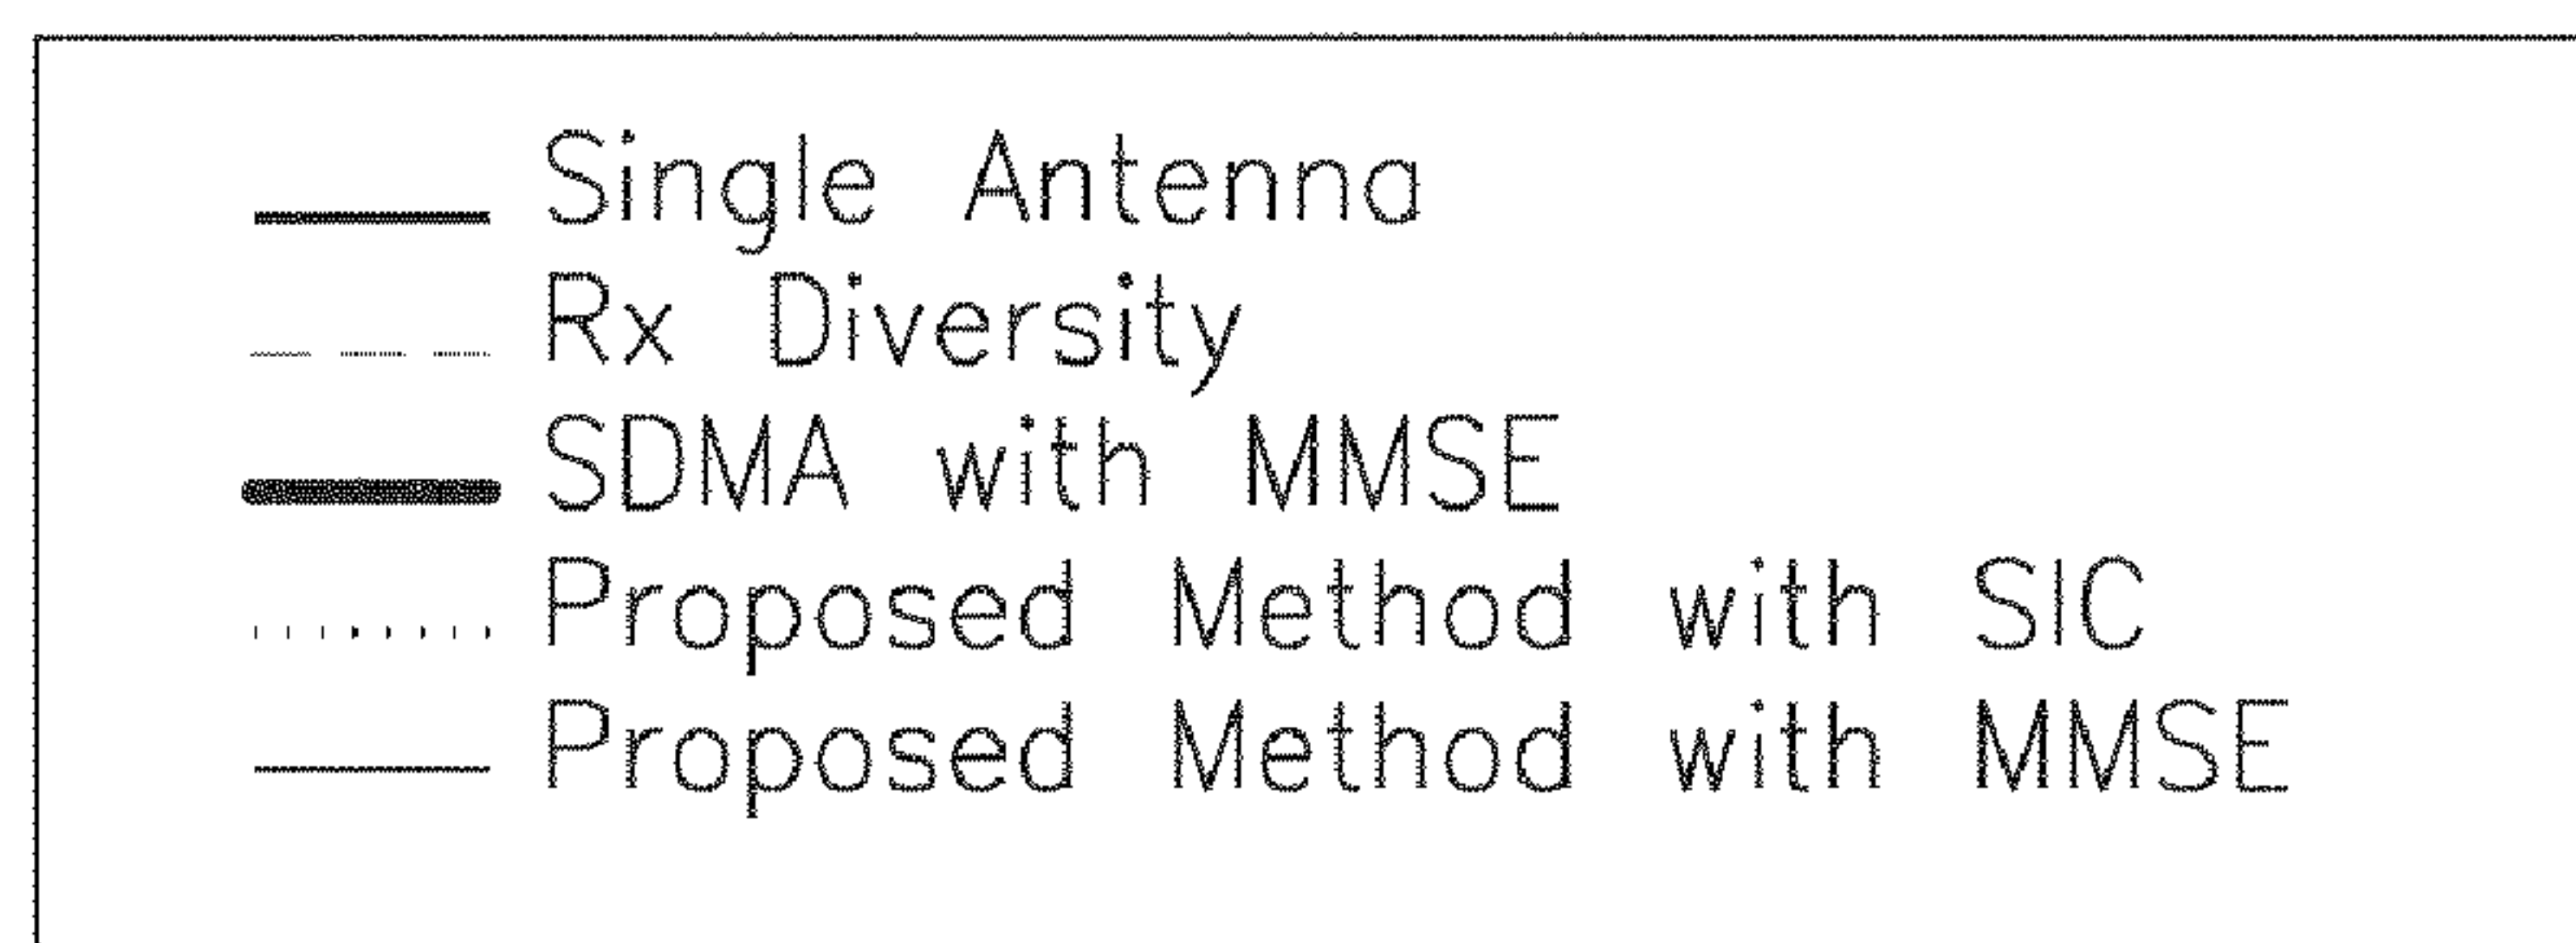 Single Antenna
Rx Diversity
SDMA with MMSE
Proposed Method with SIC
Proposed Method with MMSE